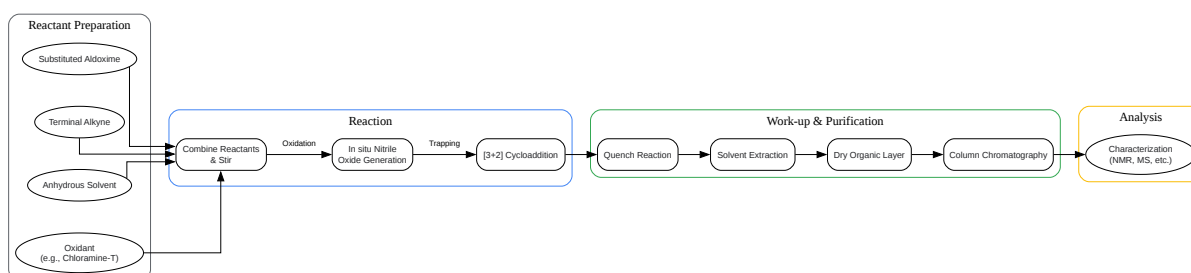 Reactant Preparation
Substituted Aldoxime
Terminal Alkyne
Anhydrous Solvent
Oxidant
(e.g., Chloramine-T)
Reaction
Combine Reactants
& Stir
Oxidation
In situ Nitrile
Oxide Generation
Trapping
[3+2] Cycloaddition
Work-up & Purification
Quench Reaction
Solvent Extraction
Dry Organic Layer
Column Chromatography
Analysis
Characterization
(NMR, MS, etc.)